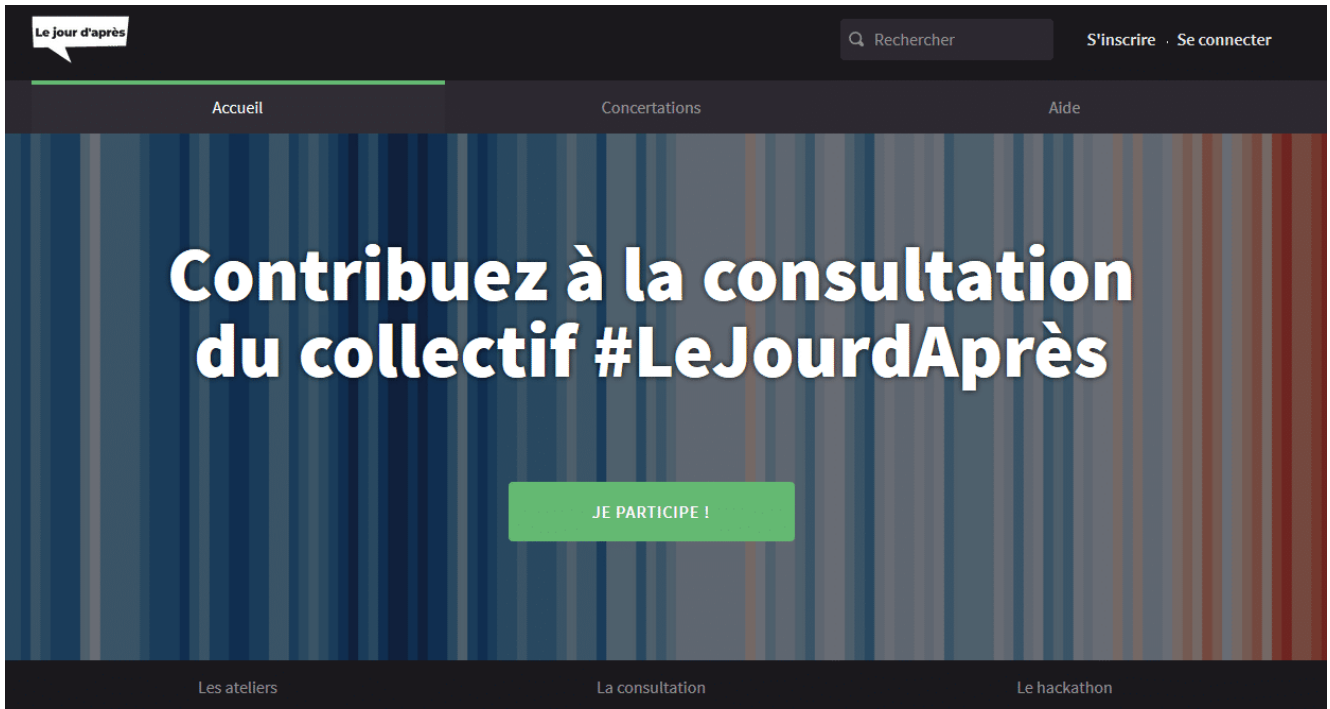 Le jour d'après
Rechercher
S'inscrire · Se connecter
Accueil
Concertations
Aide
Contribuez à la consultation
du collectif #LeJourdAprès
JE PARTICIPE !
Les ateliers
La consultation
Le hackathon